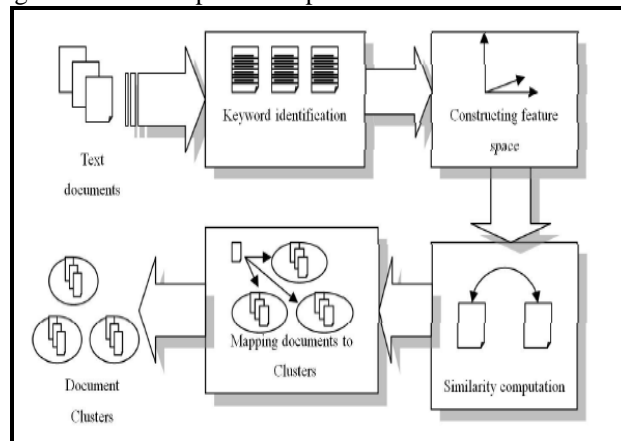 Keyword identification
Constructing feature
space
Text
documents
Mapping documents to
Clusters
Similarity computation
Document
Clusters